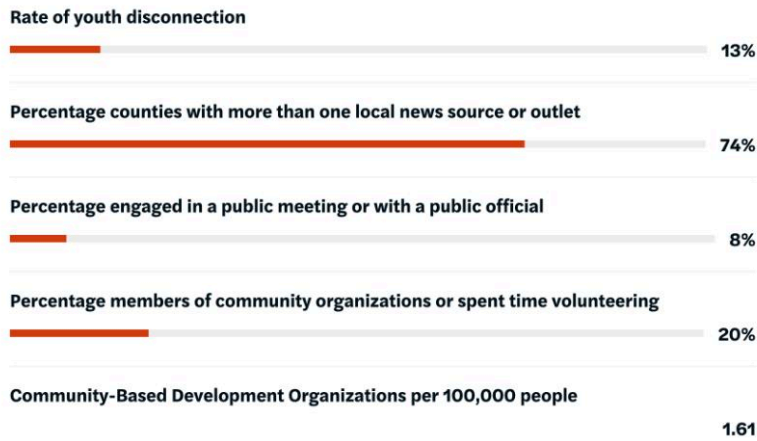 Rate of youth disconnection
13%
Percentage counties with more than one local news source or outlet
74%
Percentage engaged in a public meeting or with a public official
8%
Percentage members of community organizations or spent time volunteering
20%
Community-Based Development Organizations per 100,000 people
1.61